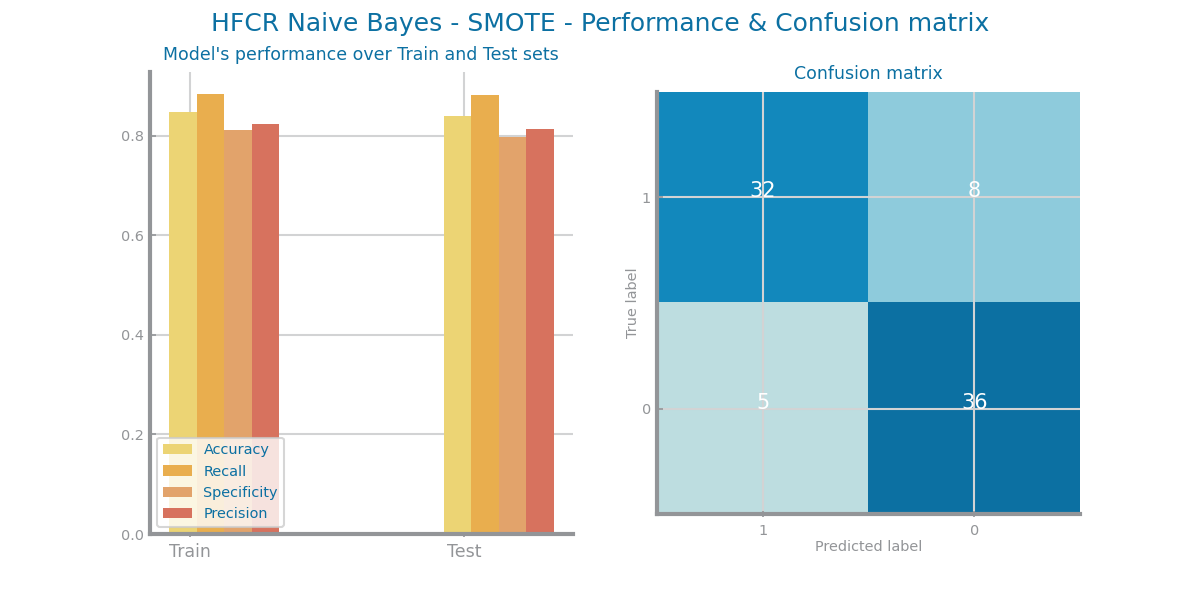 HFCR Naive Bayes - SMOTE - Performance & Confusion matrix
Model's performance over Train and Test sets
0.8
0.6
0.4
0.2
0.0
Accuracy
Recall
Specificity
Precision
Train
Test
Confusion matrix
True label
1
0
32
8
5
36
1
0
Predicted label